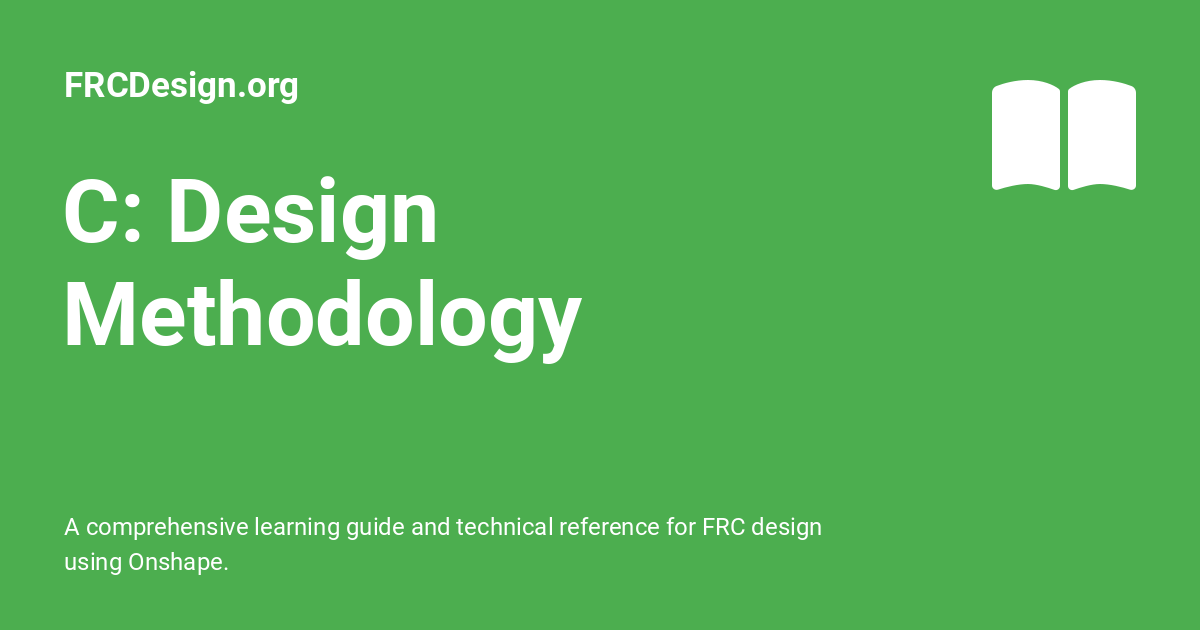 FRCDesign.org
C: Design
Methodology
A comprehensive learning guide and technical reference for FRC design
using Onshape.